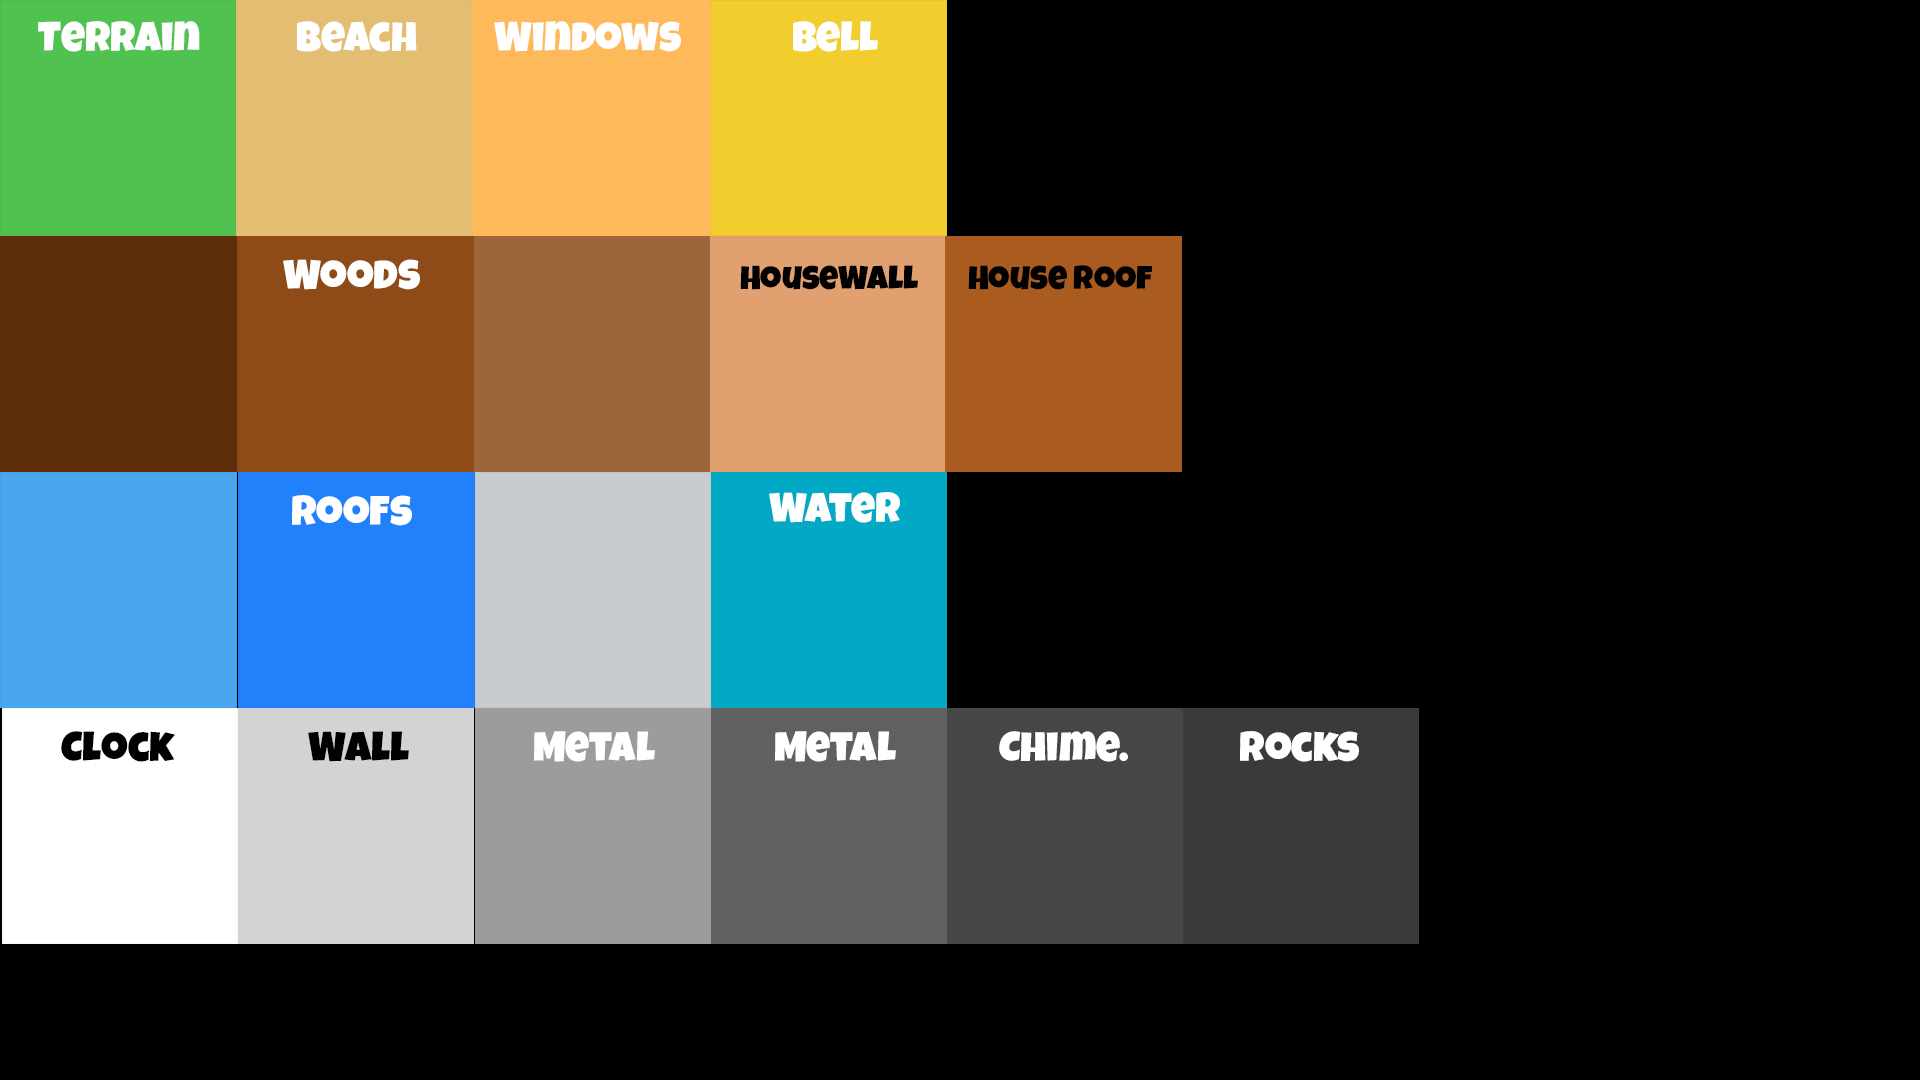 TERRAIN
BEACH
WINDOWS
BELL
WOODS
HOUSEWALL
HOUSE ROOF
ROOFS
WATER
CLOCK
WALL
METAL
METAL
CHIME.
ROCKS